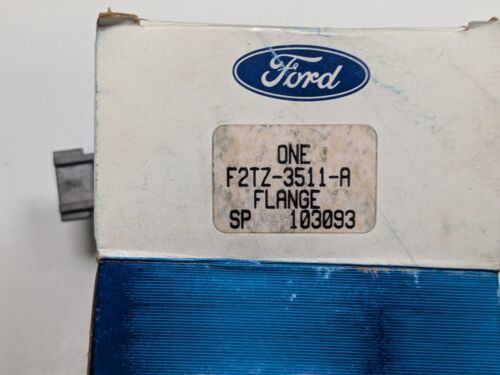 Ford
ONE
F2TZ-3511-A
FLANGE
SP 103093